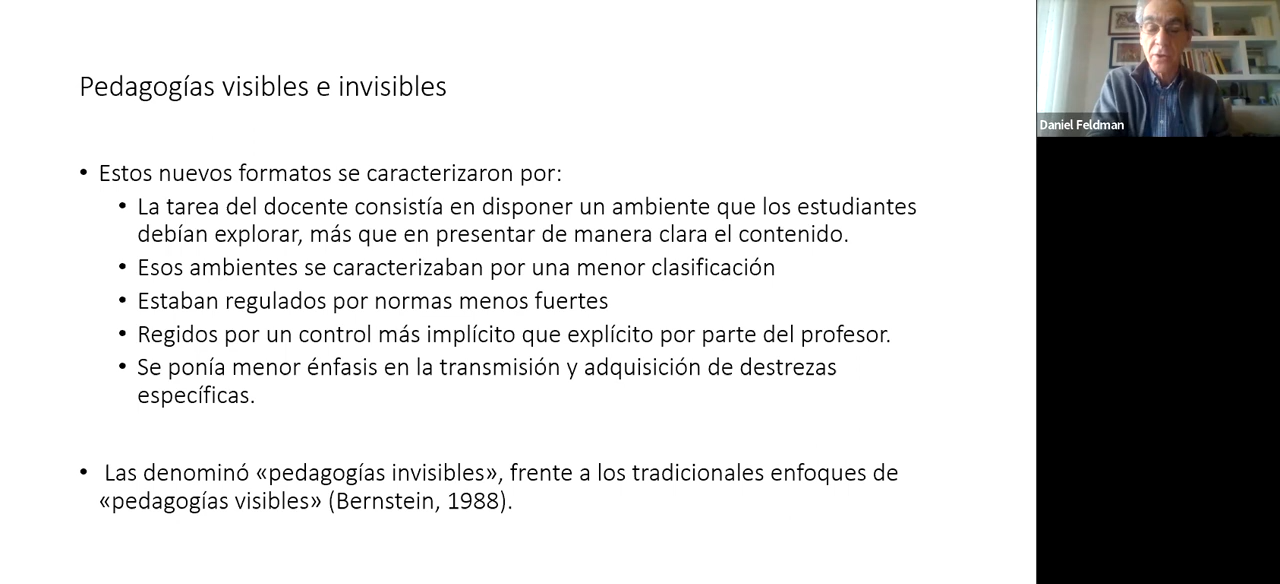 Pedagogías visibles e invisibles
• Estos nuevos formatos se caracterizaron por:
• La tarea del docente consistía en disponer un ambiente que los estudiantes
debían explorar, más que en presentar de manera clara el contenido.
• Esos ambientes se caracterizaban por una menor clasificación
• Estaban regulados por normas menos fuertes
• Regidos por un control más implícito que explícito por parte del profesor.
• Se ponía menor énfasis en la transmisión y adquisición de destrezas
específicas.
• Las denominó «pedagogías invisibles», frente a los tradicionales enfoques de
«pedagogías visibles» (Bernstein, 1988).
Daniel Feldman